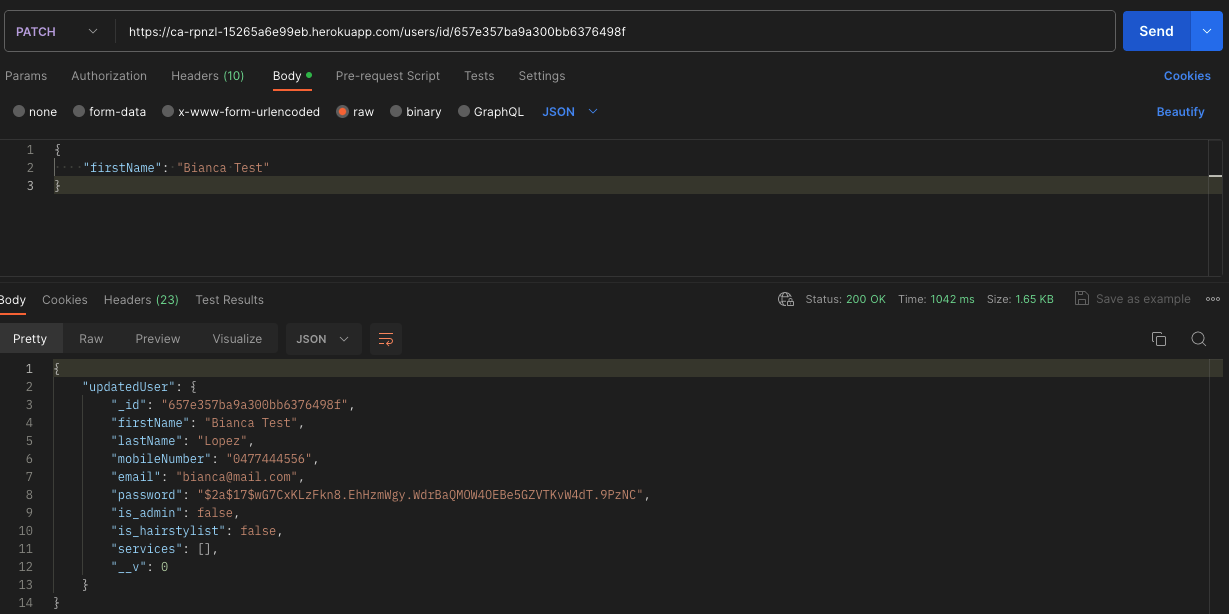 PATCH https://ca-rpnzl-15265a6e99eb.herokuapp.com/users/id/657e357ba9a300bb6376498f Send
Params Authorization Headers (10) Body Pre-request Script Tests Settings Cookies
none form-data x-www-form-urlencoded raw binary GraphQL JSON Beautify
1 {
2 "firstName": "Bianca Test"
3 }
Body Cookies Headers (23) Test Results Status: 200 OK Time: 1042 ms Size: 1.65 KB Save as example
Pretty Raw Preview Visualize JSON
1 {
2 "updatedUser": {
3 "_id": "657e357ba9a300bb6376498f",
4 "firstName": "Bianca Test",
5 "lastName": "Lopez",
6 "mobileNumber": "0477444556",
7 "email": "bianca@mail.com",
8 "password": "$2a$17$wG7CxKLzFkn8.EhHzmWgy.WdrBaQMOW4OEBe5GZVTKvW4dT.9PzNC",
9 "is_admin": false,
10 "is_hairstylist": false,
11 "services": [],
12 "__v": 0
13 }
14 }